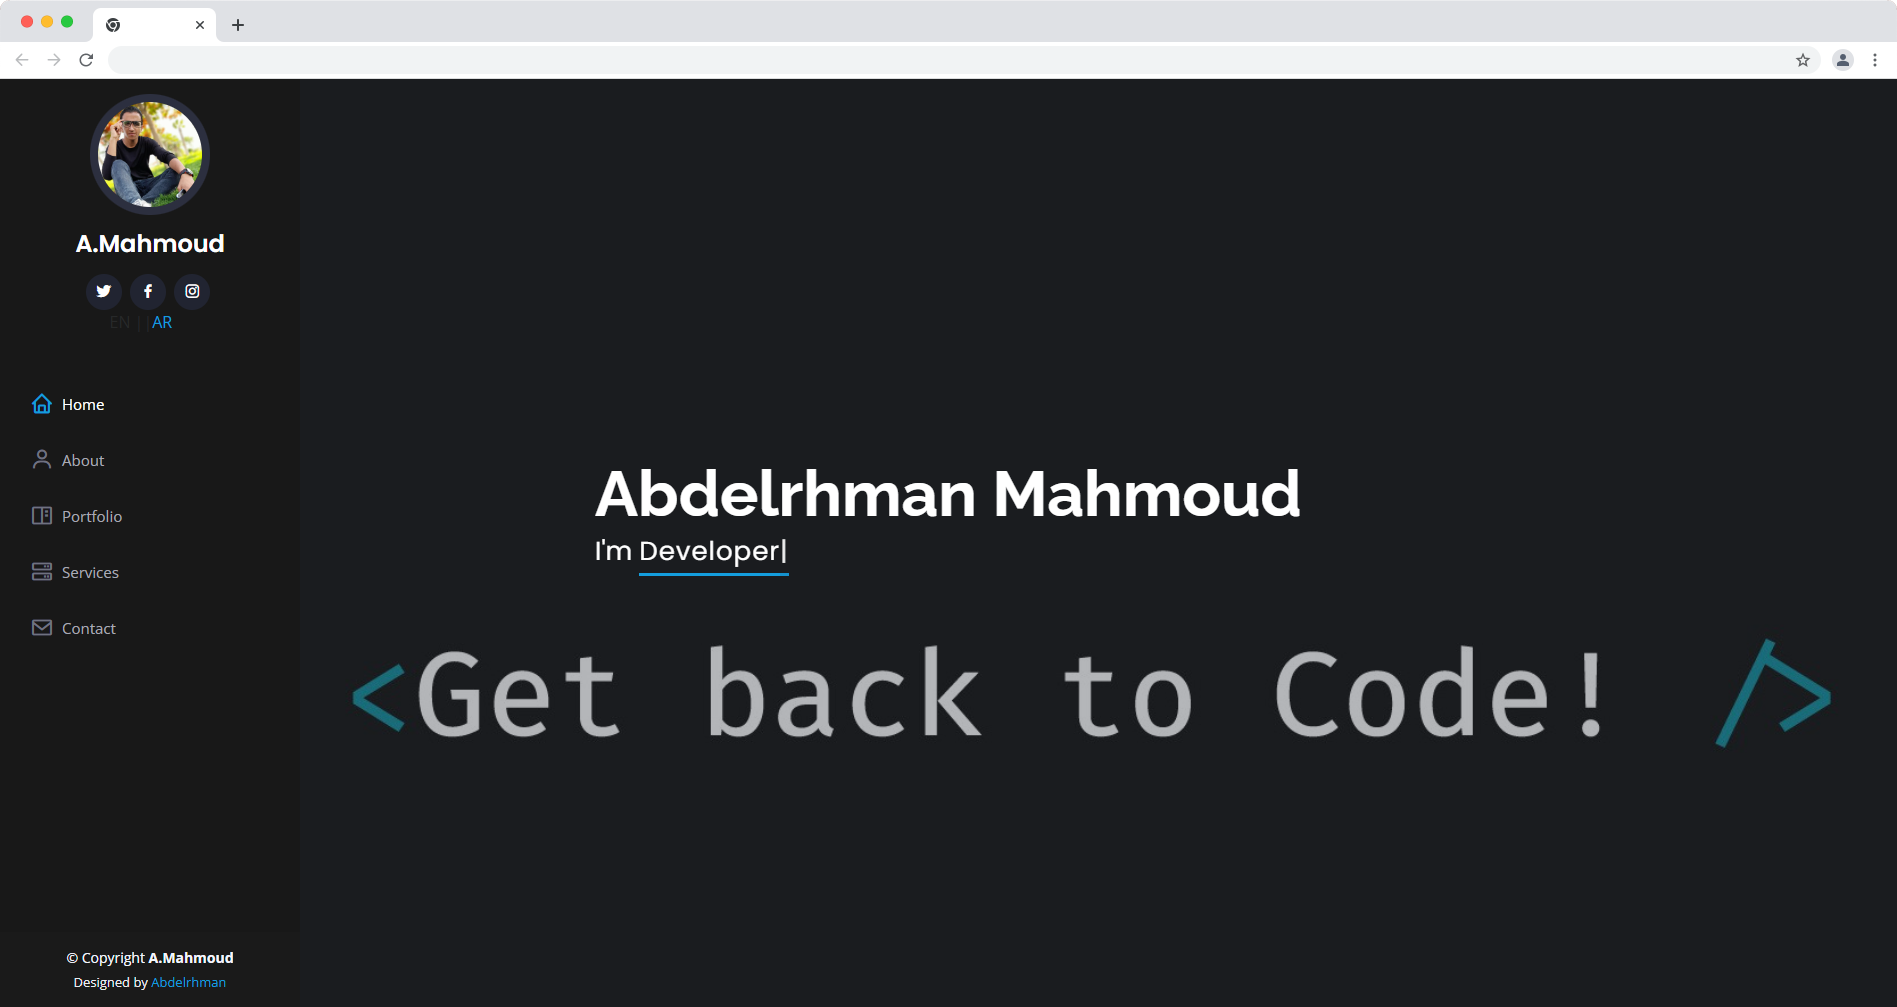 A.Mahmoud
EN | |AR
Home
About
Portfolio
Services
Contact
© Copyright A.Mahmoud
Designed by Abdelrhman
Abdelrhman Mahmoud
I'm Developer|
<Get back to Code! />